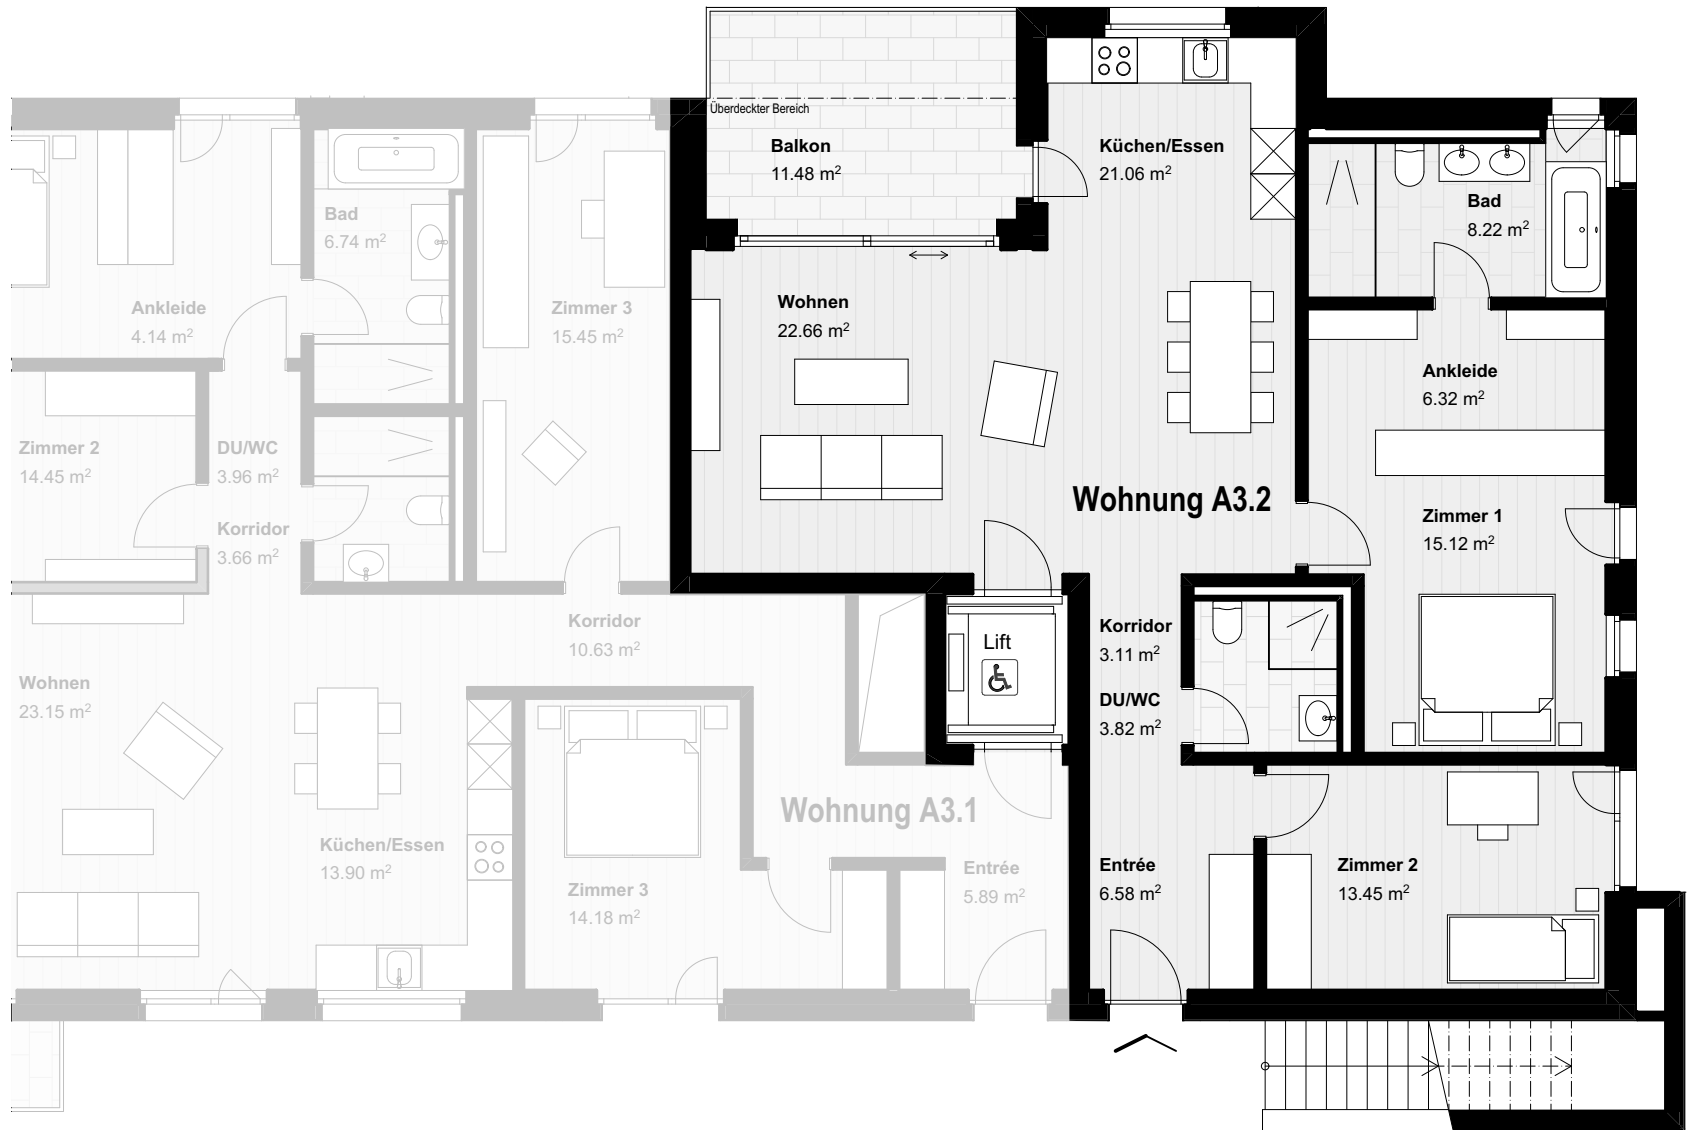 Überdeckter Bereich
Balkon
11.48 m²
Küchen/Essen
21.06 m²
Bad
8.22 m²
Bad
6.74 m²
Ankleide
4.14 m²
Zimmer 3
15.45 m²
Wohnen
22.66 m²
Ankleide
6.32 m²
Zimmer 2
14.45 m²
DU/WC
3.96 m²
Korridor
3.66 m²
Wohnung A3.2
Zimmer 1
15.12 m²
Korridor
10.63 m²
Lift
Korridor
3.11 m²
DU/WC
3.82 m²
Wohnen
23.15 m²
Wohnung A3.1
Küchen/Essen
13.90 m²
Zimmer 3
14.18 m²
Entrée
5.89 m²
Entrée
6.58 m²
Zimmer 2
13.45 m²